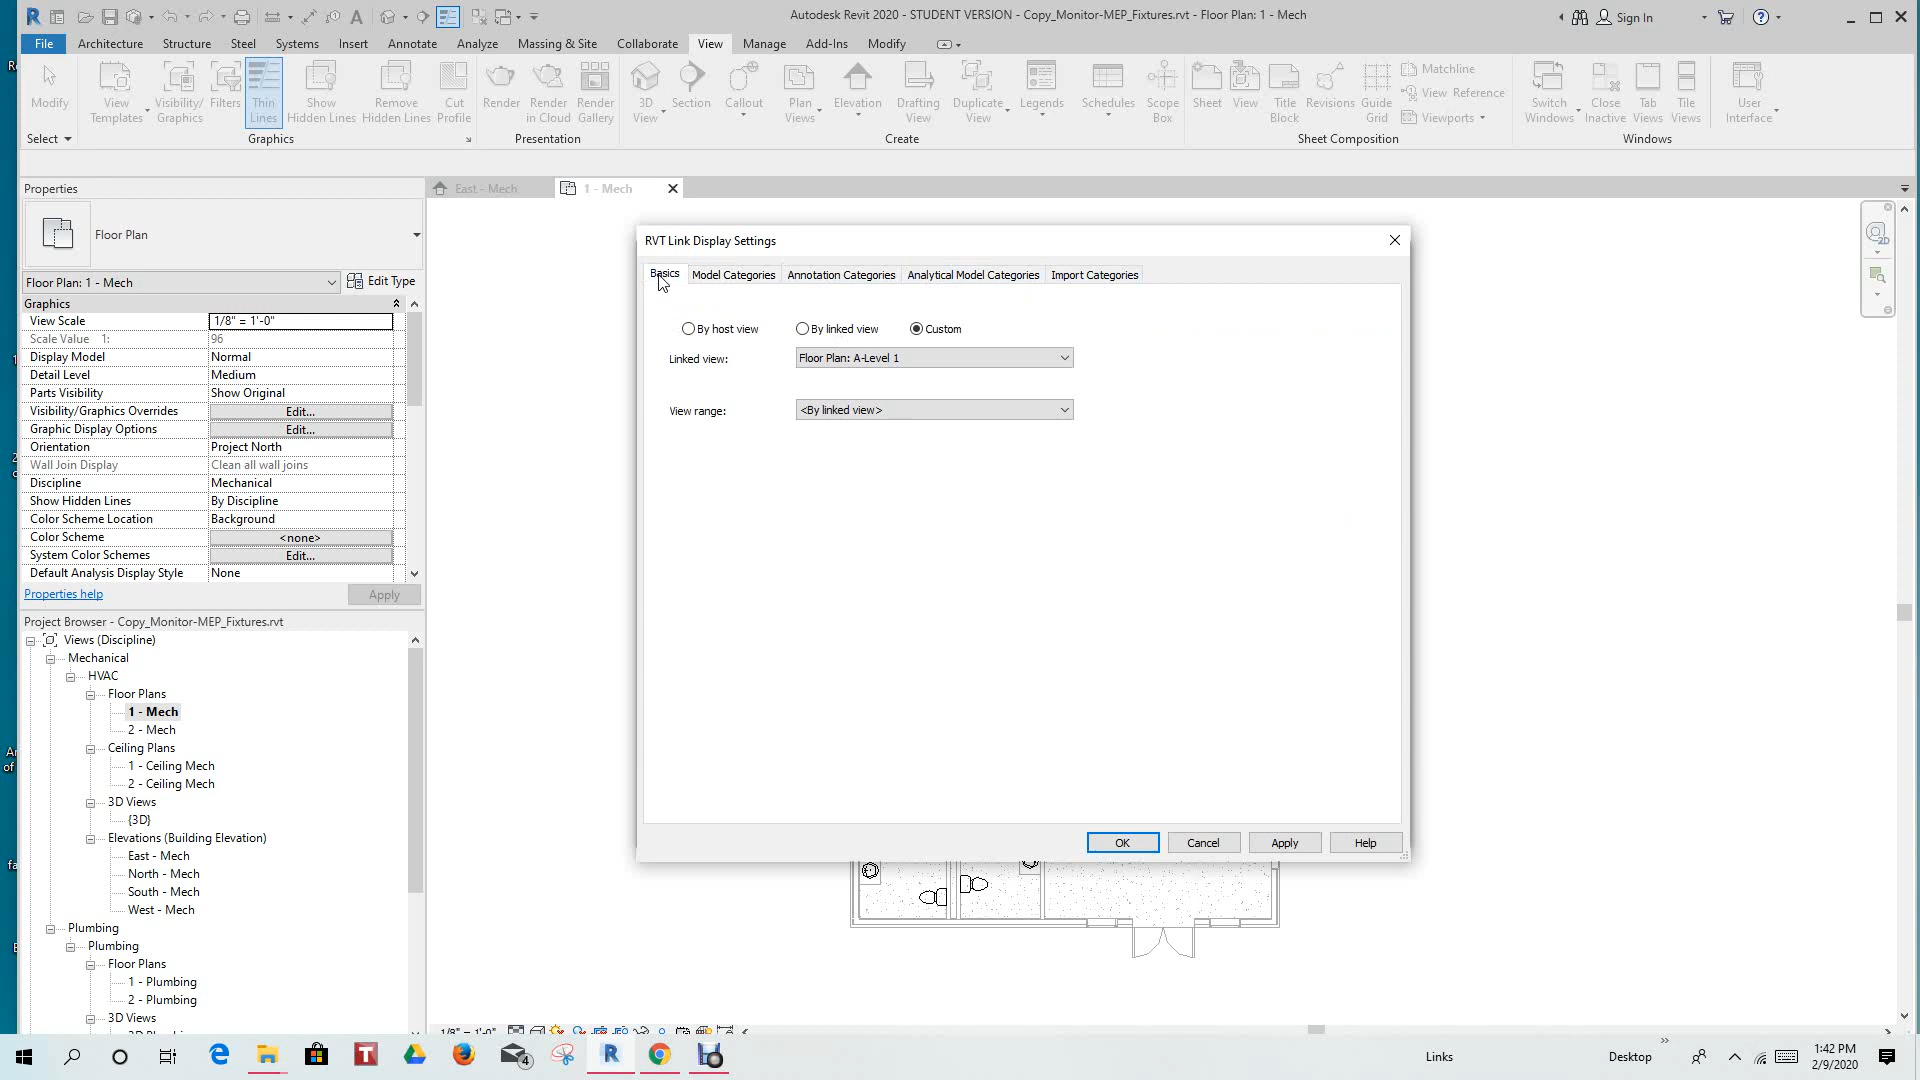 Autodesk Revit 2020 - STUDENT VERSION - Copy_Monitor-MEP_Fixtures.rvt - Floor Plan: 1 - Mech
Sign In
File Architecture Structure Steel Systems Insert Annotate Analyze Massing & Site Collaborate View Manage Add-Ins Modify
Modify
View Templates
Visibility/ Graphics
Filters
Thin Lines
Show Hidden Lines
Remove Hidden Lines
Cut Profile
Render
Render in Cloud
Render Gallery
3D View
Section
Callout
Plan Views
Elevation
Drafting View
Duplicate View
Legends
Schedules
Scope Box
Sheet
View
Title Block
Revisions
Guide Grid
Matchline
View Reference
Viewports
Switch Windows
Close Inactive
Tab Views
Tile Views
User Interface
Select
Graphics
Presentation
Create
Sheet Composition
Windows
Properties
East - Mech
1 - Mech
Floor Plan
Floor Plan: 1 - Mech
Edit Type
Graphics
View Scale 1/8" = 1'-0"
Scale Value 1: 96
Display Model Normal
Detail Level Medium
Parts Visibility Show Original
Visibility/Graphics Overrides Edit...
Graphic Display Options Edit...
Orientation Project North
Wall Join Display Clean all wall joins
Discipline Mechanical
Show Hidden Lines By Discipline
Color Scheme Location Background
Color Scheme <none>
System Color Schemes Edit...
Default Analysis Display Style None
Properties help
Apply
Project Browser - Copy_Monitor-MEP_Fixtures.rvt
Views (Discipline)
Mechanical
HVAC
Floor Plans
1 - Mech
2 - Mech
Ceiling Plans
1 - Ceiling Mech
2 - Ceiling Mech
3D Views
{3D}
Elevations (Building Elevation)
East - Mech
North - Mech
South - Mech
West - Mech
Plumbing
Plumbing
Floor Plans
1 - Plumbing
2 - Plumbing
3D Views
RVT Link Display Settings
Basics Model Categories Annotation Categories Analytical Model Categories Import Categories
By host view By linked view Custom
Linked view: Floor Plan: A-Level 1
View range: <By linked view>
OK Cancel Apply Help
2D
1/8" = 1'-0"
4
Links
Desktop
1:42 PM
2/9/2020